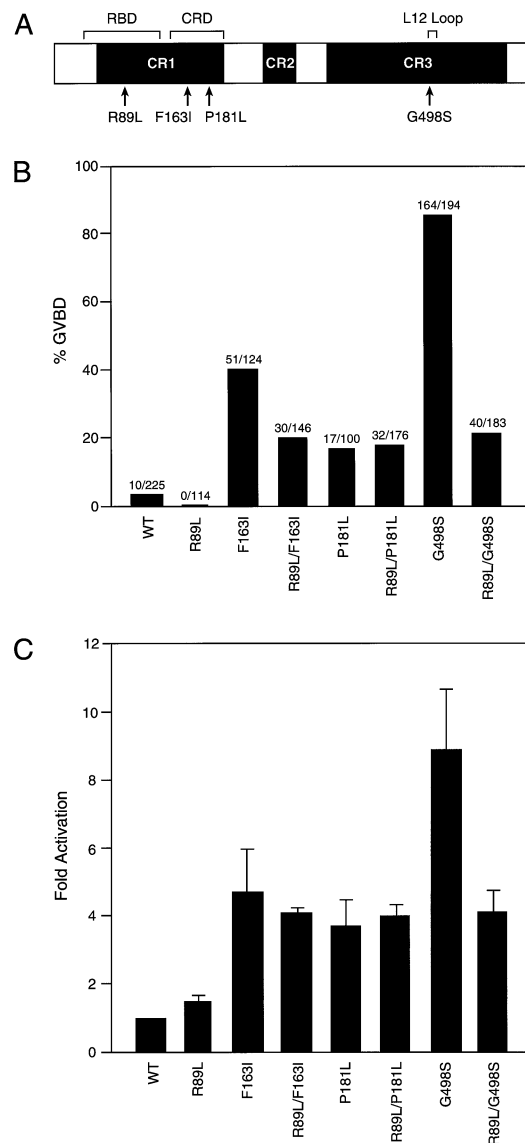 A
RBD CRD L12 Loop
CR1 CR2 CR3
R89L F163I P181L G498S
B
% GVBD
100
80
60
40
20
0
10/225 0/114 51/124 30/146 17/100 32/176 164/194 40/183
WT R89L F163I R89L/F163I P181L R89L/P181L G498S R89L/G498S
C
Fold Activation
12
10
8
6
4
2
0
WT R89L F163I R89L/F163I P181L R89L/P181L G498S R89L/G498S